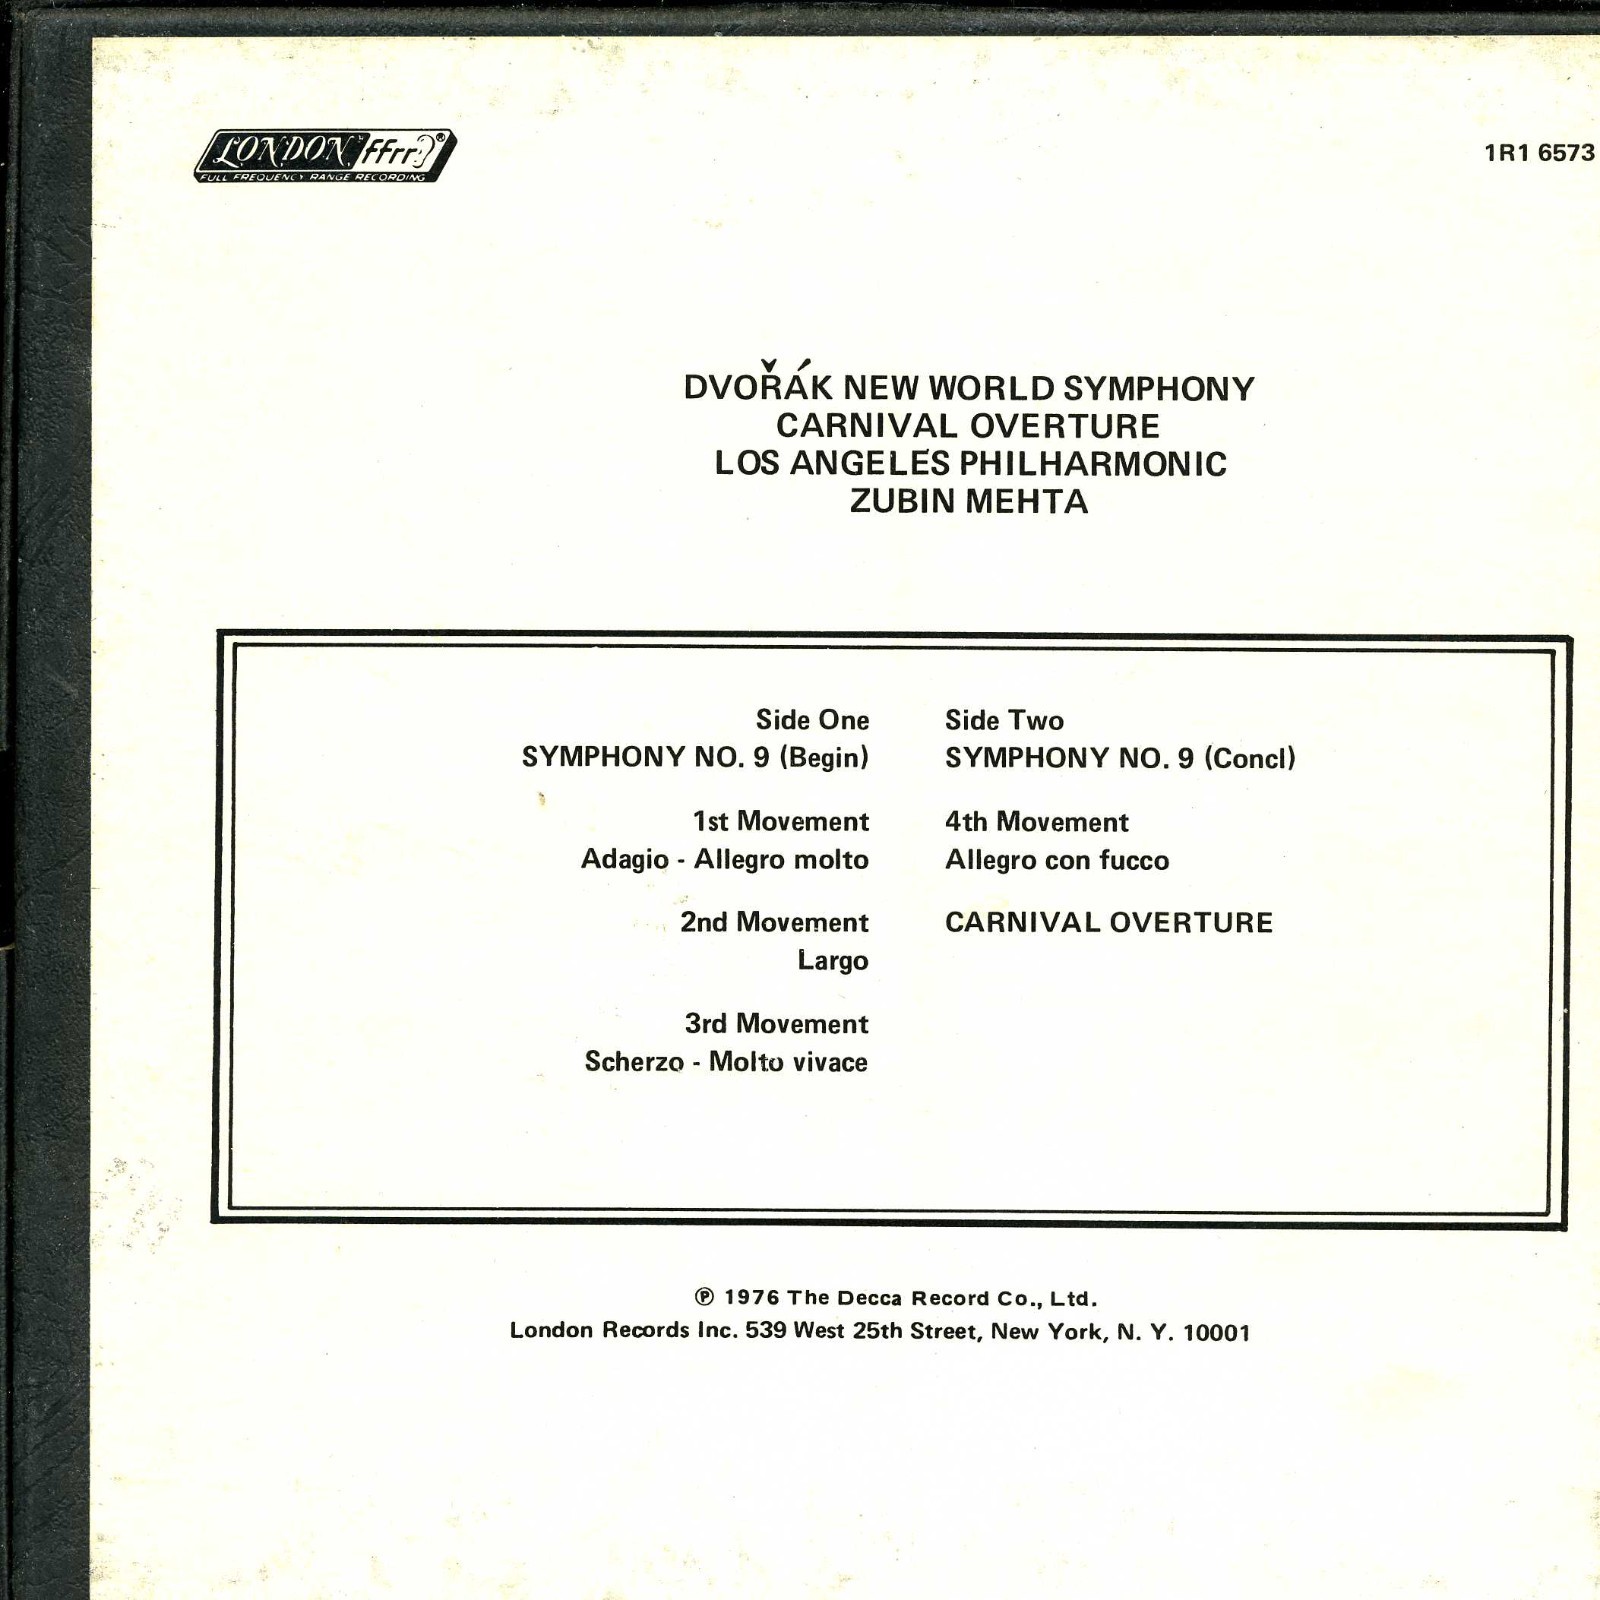 LONDON ffrr ®
FULL FREQUENCY RANGE RECORDING
1R1 6573
DVOŘÁK NEW WORLD SYMPHONY
CARNIVAL OVERTURE
LOS ANGELES PHILHARMONIC
ZUBIN MEHTA
Side One
SYMPHONY NO. 9 (Begin)
1st Movement
Adagio - Allegro molto
2nd Movement
Largo
3rd Movement
Scherzo - Molto vivace
Side Two
SYMPHONY NO. 9 (Concl)
4th Movement
Allegro con fucco
CARNIVAL OVERTURE
℗ 1976 The Decca Record Co., Ltd.
London Records Inc. 539 West 25th Street, New York, N. Y. 10001